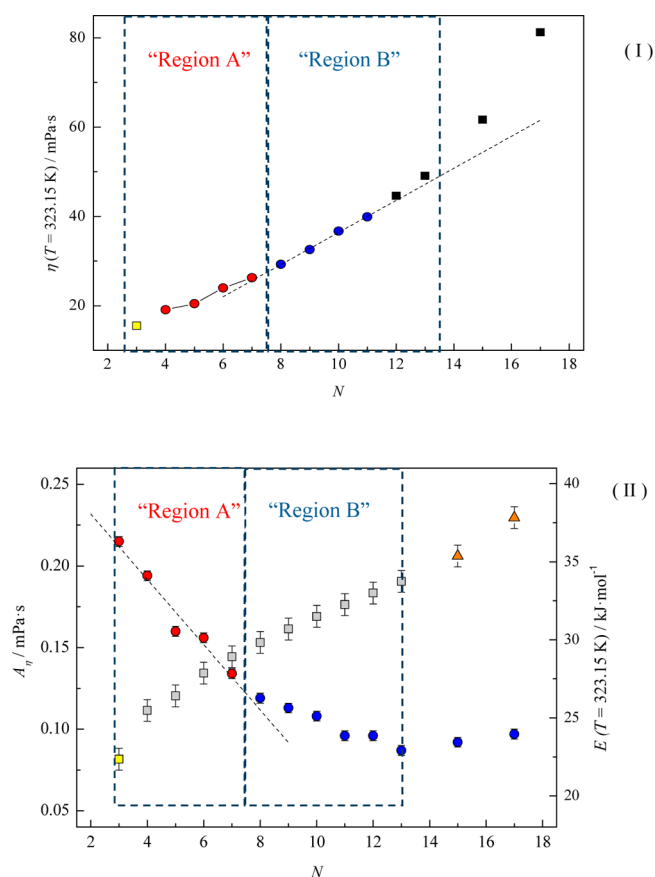 80
60
40
20
4 6 8 10 12 14 16 18
η (T = 323.15 K) / mPa·s
N
“Region A” “Region B”
( I )
0.25
0.20
0.15
0.10
0.05
2 4 6 8 10 12 14 16 18
40
35
30
25
20
Aη / mPa·s
N
E (T = 323.15 K) / kJ·mol⁻¹
“Region A” “Region B”
( II )